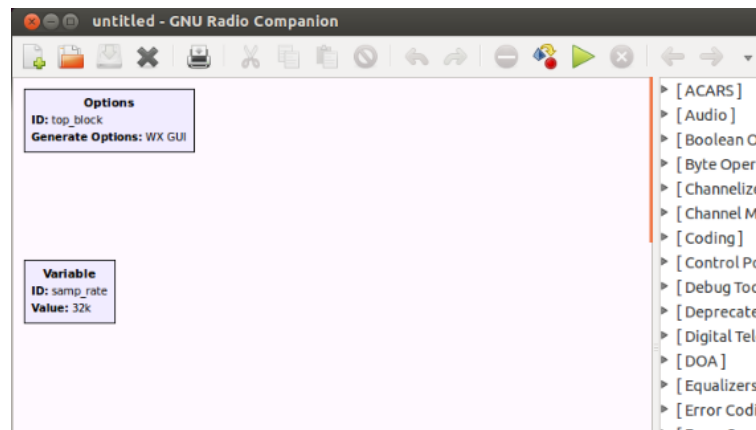 untitled - GNU Radio Companion
Options
ID: top_block
Generate Options: WX GUI
Variable
ID: samp_rate
Value: 32k
[ACARS]
[Audio]
[Boolean O
[Byte Oper
[Channelize
[Channel M
[Coding]
[Control Po
[Debug Too
[Deprecate
[Digital Tel
[DOA]
[Equalizers
[Error Codi